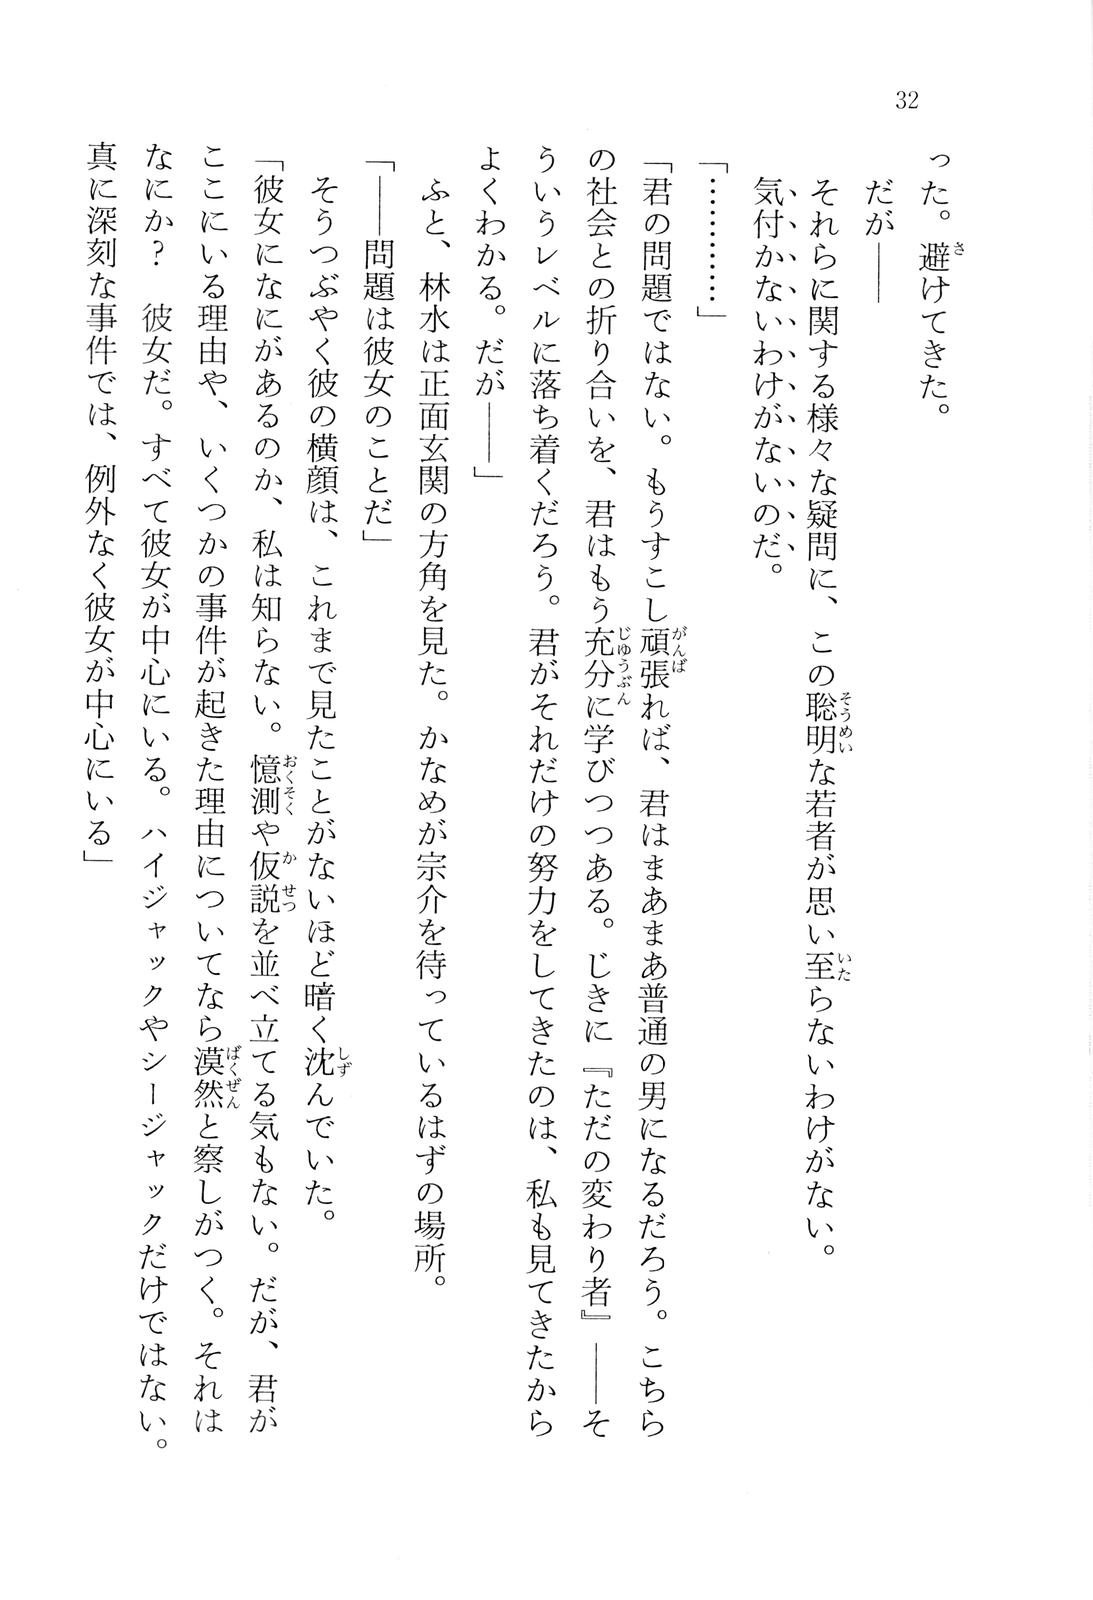 32
った。避けてきた。
だが――
それらに関する様々な疑問に、この聡明な若者が思い至らないわけがない。
気付かないわけがないのだ。
「…………」
「君の問題ではない。もうすこし頑張れば、君はまあまあ普通の男になるだろう。こちら
の社会との折り合いを、君はもう充分に学びつつある。じきに『ただの変わり者』――そ
ういうレベルに落ち着くだろう。君がそれだけの努力をしてきたのは、私も見てきたから
よくわかる。だが――」
ふと、林水は正面玄関の方角を見た。かなめが宗介を待っているはずの場所。
「――問題は彼女のことだ」
そうつぶやく彼の横顔は、これまで見たことがないほど暗く沈んでいた。
「彼女になにがあるのか、私は知らない。憶測や仮説を並べ立てる気もない。だが、君が
ここにいる理由や、いくつかの事件が起きた理由についてなら漠然と察しがつく。それは
なにか？　彼女だ。すべて彼女が中心にいる。ハイジャックやシージャックだけではない。
真に深刻な事件では、例外なく彼女が中心にいる」